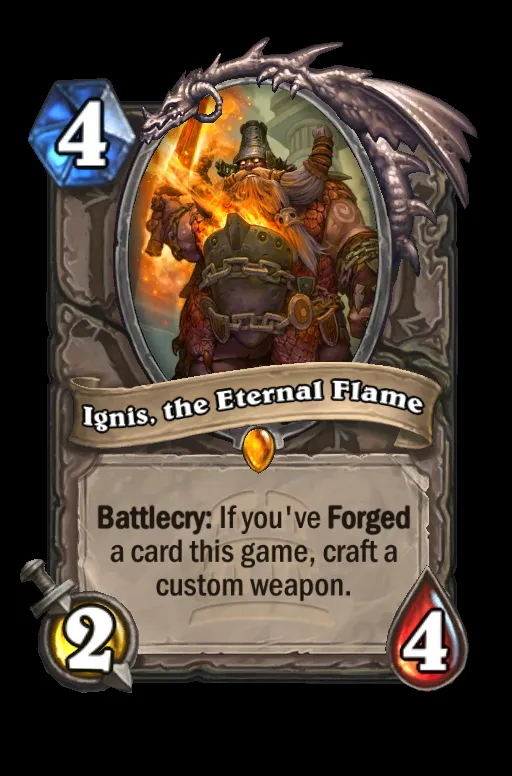 4
Ignis, the Eternal Flame
Battlecry: If you've Forged
a card this game, craft a
custom weapon.
2
4